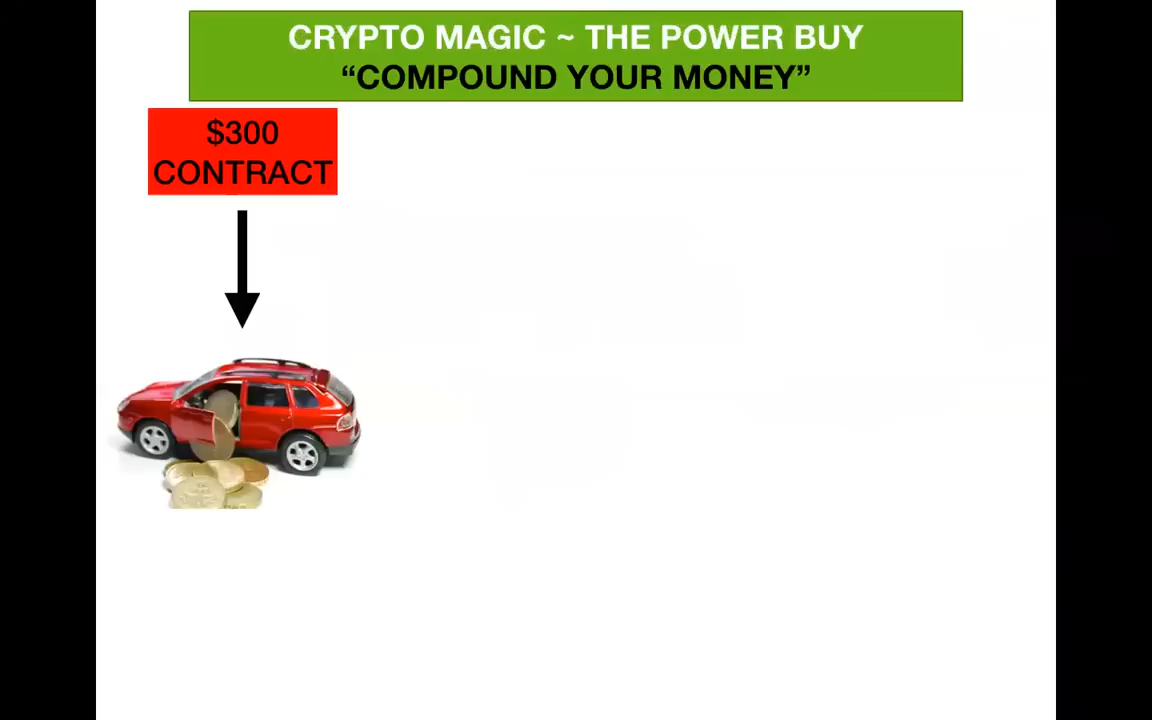 CRYPTO MAGIC ~ THE POWER BUY
“COMPOUND YOUR MONEY”
$300
CONTRACT